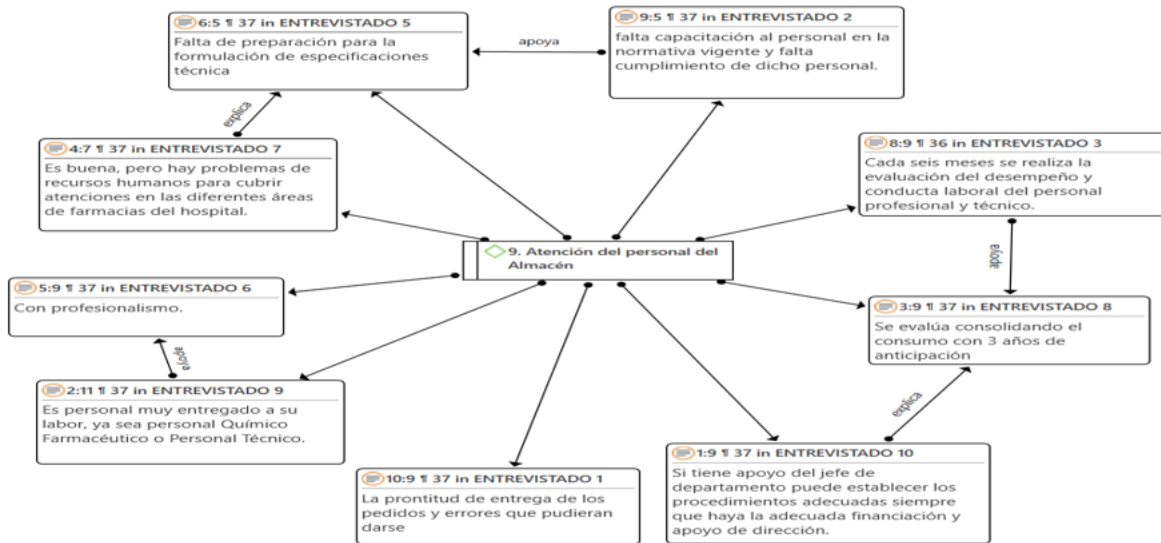 6:5 ¶ 37 in ENTREVISTADO 5
Falta de preparación para la
formulación de especificaciones
técnica
apoya
9:5 ¶ 37 in ENTREVISTADO 2
falta capacitación al personal en la
normativa vigente y falta
cumplimiento de dicho personal.
explica
4:7 ¶ 37 in ENTREVISTADO 7
Es buena, pero hay problemas de
recursos humanos para cubrir
atenciones en las diferentes áreas
de farmacias del hospital.
8:9 ¶ 36 in ENTREVISTADO 3
Cada seis meses se realiza la
evaluación del desempeño y
conducta laboral del personal
profesional y técnico.
9. Atención del personal del
Almacén
apoya
5:9 ¶ 37 in ENTREVISTADO 6
Con profesionalismo.
3:9 ¶ 37 in ENTREVISTADO 8
Se evalúa consolidando el
consumo con 3 años de
anticipación
apoya
2:11 ¶ 37 in ENTREVISTADO 9
Es personal muy entregado a su
labor, ya sea personal Químico
Farmacéutico o Personal Técnico.
explica
10:9 ¶ 37 in ENTREVISTADO 1
La prontitud de entrega de los
pedidos y errores que pudieran
darse
1:9 ¶ 37 in ENTREVISTADO 10
Si tiene apoyo del jefe de
departamento puede establecer los
procedimientos adecuadas siempre
que haya la adecuada financiación y
apoyo de dirección.